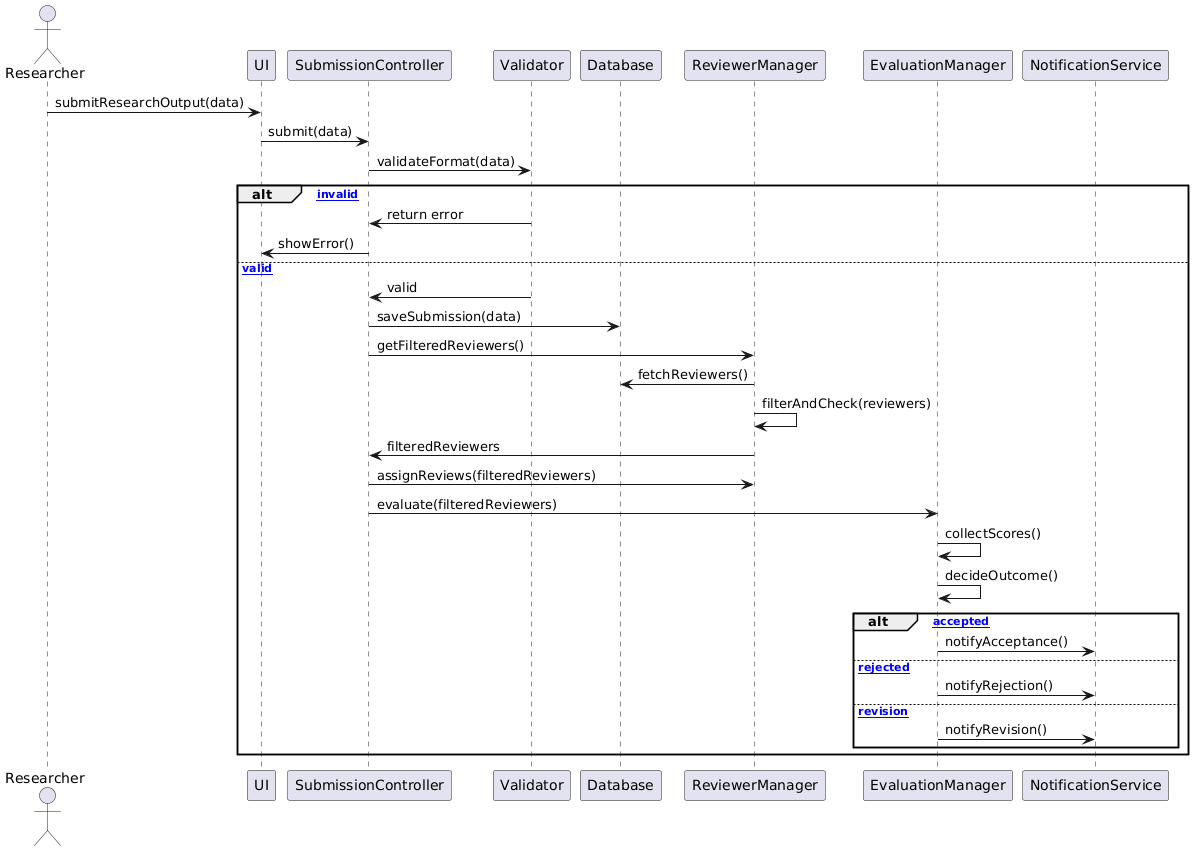 Researcher
UI
SubmissionController
Validator
Database
ReviewerManager
EvaluationManager
NotificationService
submitResearchOutput(data)
submit(data)
validateFormat(data)
alt
invalid
return error
showError()
valid
valid
saveSubmission(data)
getFilteredReviewers()
fetchReviewers()
filterAndCheck(reviewers)
filteredReviewers
assignReviews(filteredReviewers)
evaluate(filteredReviewers)
collectScores()
decideOutcome()
alt
accepted
notifyAcceptance()
rejected
notifyRejection()
revision
notifyRevision()
Researcher
UI
SubmissionController
Validator
Database
ReviewerManager
EvaluationManager
NotificationService